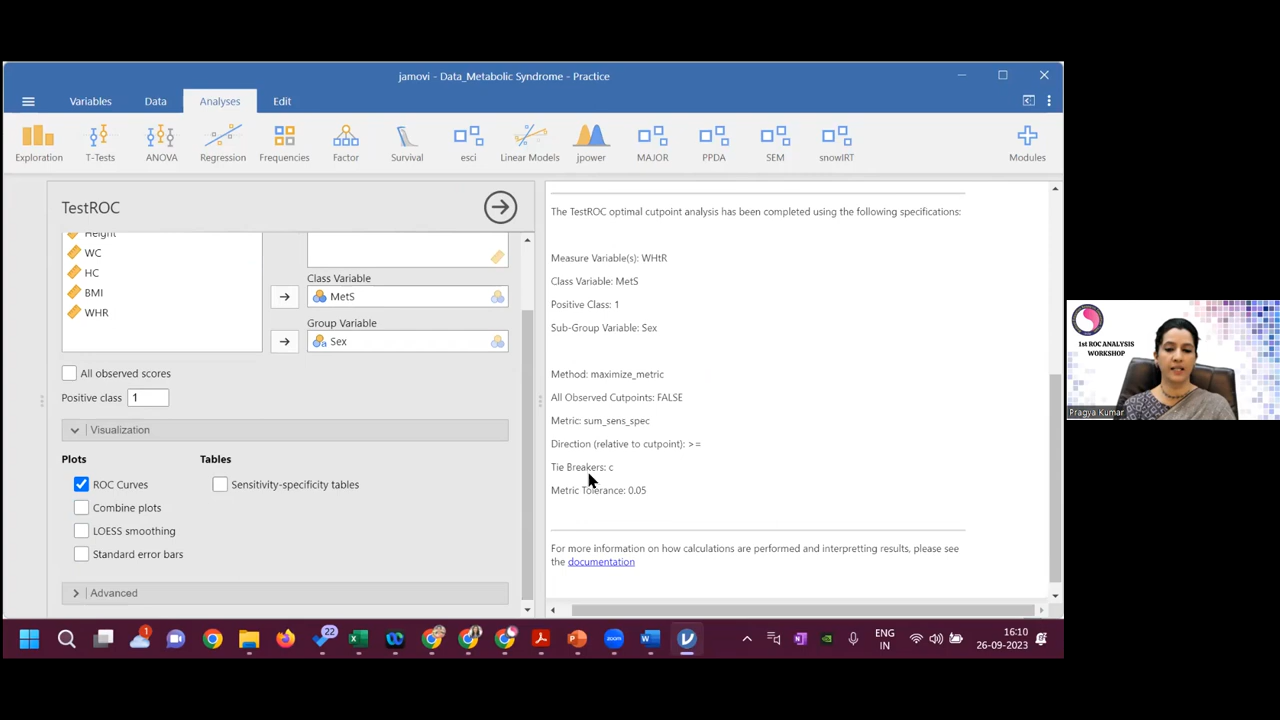 jamovi - Data_Metabolic Syndrome - Practice
Variables
Data
Analyses
Edit
Exploration
T-Tests
ANOVA
Regression
Frequencies
Factor
Survival
esci
Linear Models
jpower
MAJOR
PPDA
SEM
snowIRT
Modules
TestROC
Height
WC
HC
BMI
WHR
Class Variable
MetS
Group Variable
Sex
All observed scores
Positive class 1
Visualization
Plots
Tables
ROC Curves
Sensitivity-specificity tables
Combine plots
LOESS smoothing
Standard error bars
Advanced
The TestROC optimal cutpoint analysis has been completed using the following specifications:
Measure Variable(s): WHtR
Class Variable: MetS
Positive Class: 1
Sub-Group Variable: Sex
Method: maximize_metric
All Observed Cutpoints: FALSE
Metric: sum_sens_spec
Direction (relative to cutpoint): >=
Tie Breakers: c
Metric Tolerance: 0.05
For more information on how calculations are performed and interpretting results, please see
the documentation
1st ROC ANALYSIS
WORKSHOP
Pragya Kumar
1
22
ENG
IN
16:10
26-09-2023